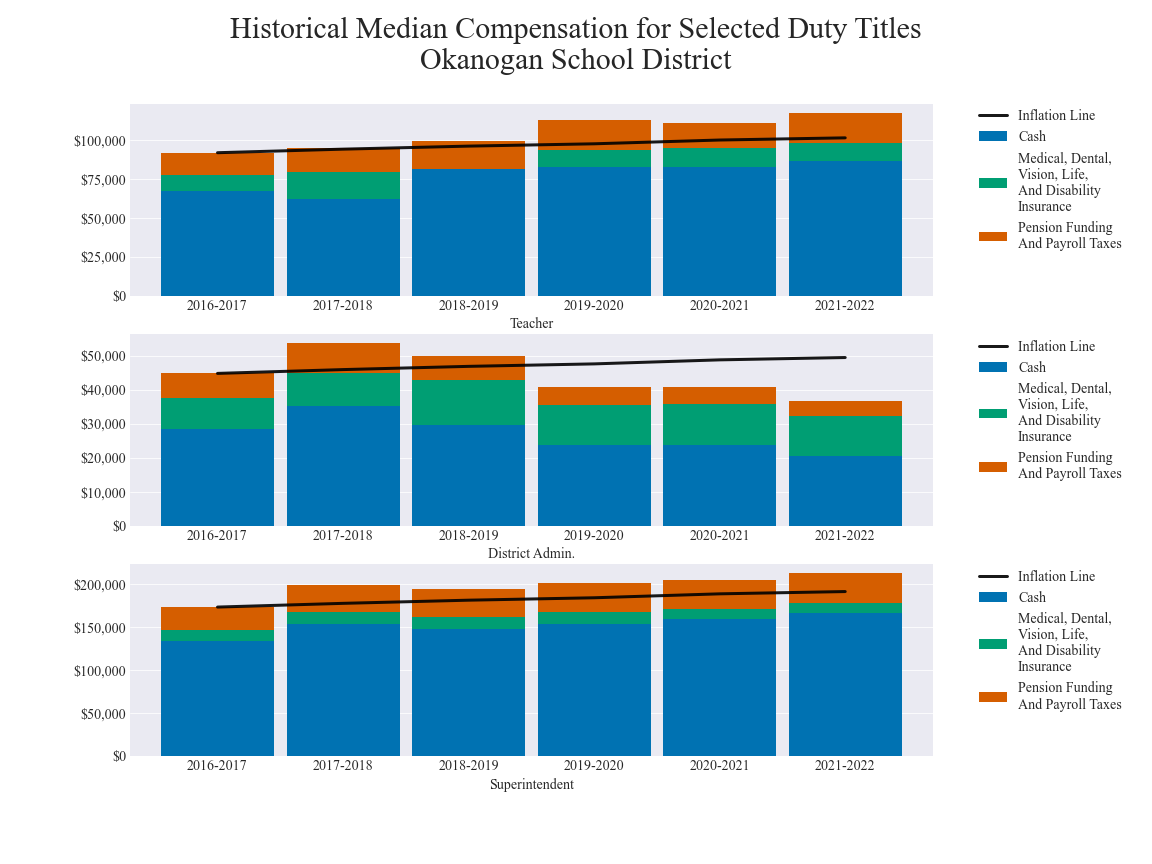 Historical Median Compensation for Selected Duty Titles
Okanogan School District
$100,000
$75,000
$50,000
$25,000
$0
2016-2017
2017-2018
2018-2019
2019-2020
2020-2021
2021-2022
Teacher
Inflation Line
Cash
Medical, Dental,
Vision, Life,
And Disability
Insurance
Pension Funding
And Payroll Taxes
$50,000
$40,000
$30,000
$20,000
$10,000
$0
2016-2017
2017-2018
2018-2019
2019-2020
2020-2021
2021-2022
District Admin.
Inflation Line
Cash
Medical, Dental,
Vision, Life,
And Disability
Insurance
Pension Funding
And Payroll Taxes
$200,000
$150,000
$100,000
$50,000
$0
2016-2017
2017-2018
2018-2019
2019-2020
2020-2021
2021-2022
Superintendent
Inflation Line
Cash
Medical, Dental,
Vision, Life,
And Disability
Insurance
Pension Funding
And Payroll Taxes